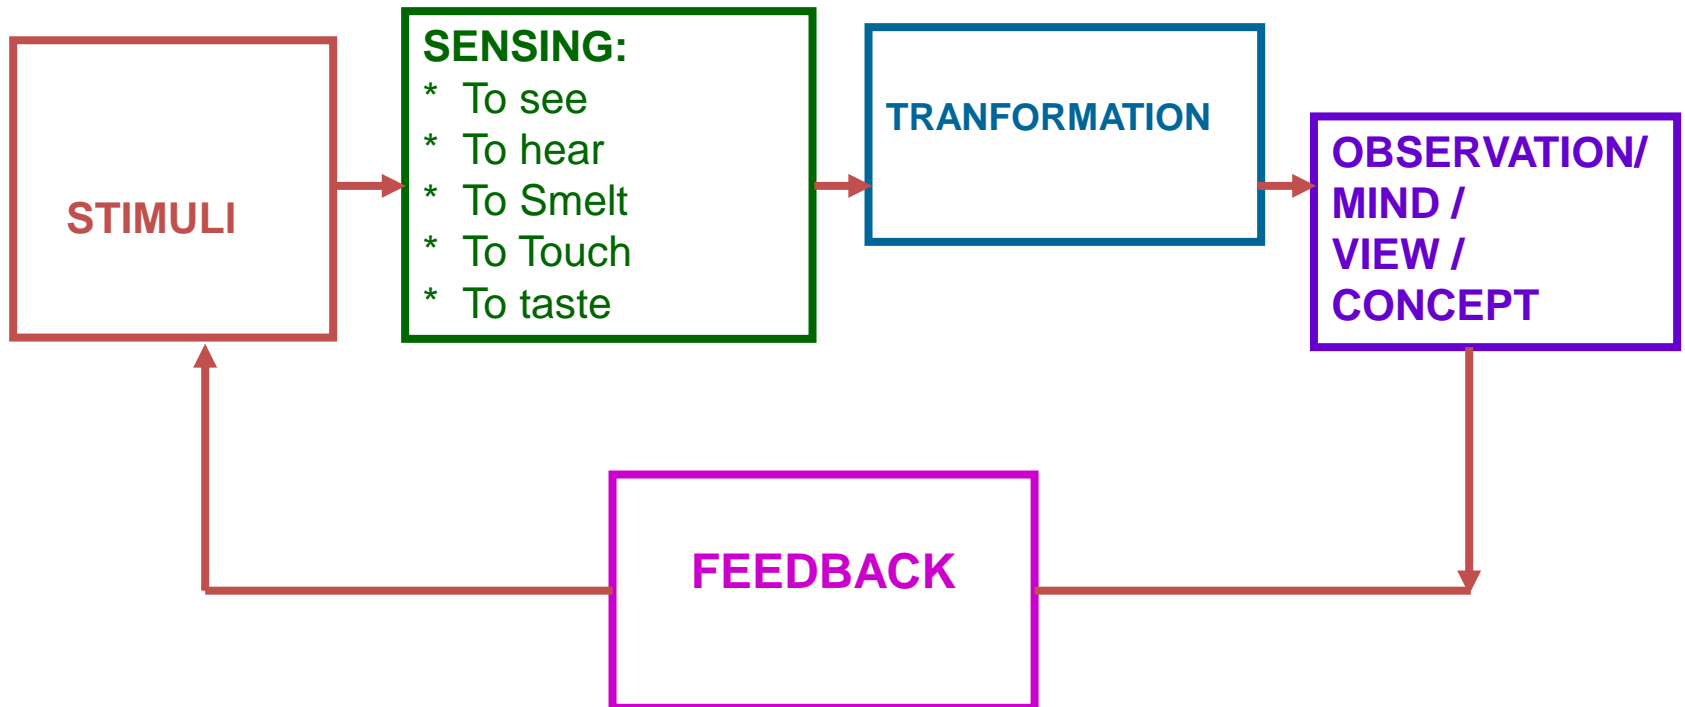 STIMULI
SENSING:
* To see
* To hear
* To Smelt
* To Touch
* To taste
TRANFORMATION
OBSERVATION/
MIND /
VIEW /
CONCEPT
FEEDBACK